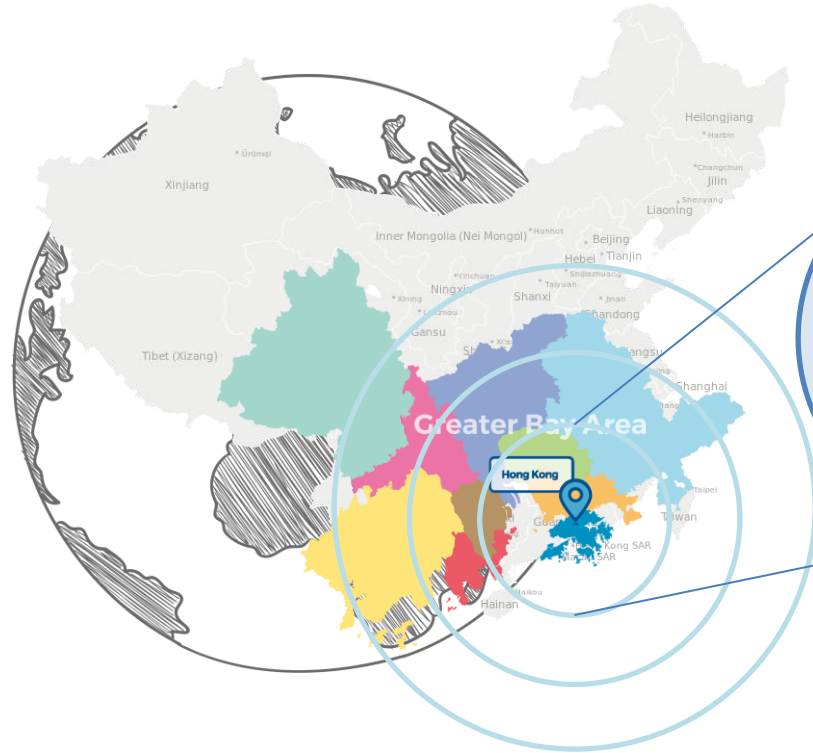 Heilongjiang
Harbin
Changchun
Jilin
Shenyang
Liaoning
Ürümqi
Xinjiang
Inner Mongolia (Nei Mongol)
Hohhot
Beijing
Hebei
Tianjin
Shijiazhuang
Yinchuan
Taiyuan
Ningxia
Shanxi
Jinan
Xining
Lanzhou
Shandong
Gansu
Tibet (Xizang)
Shanghai
Greater Bay Area
Hong Kong
Taipei
Taiwan
Kong SAR
SAR
Hainan